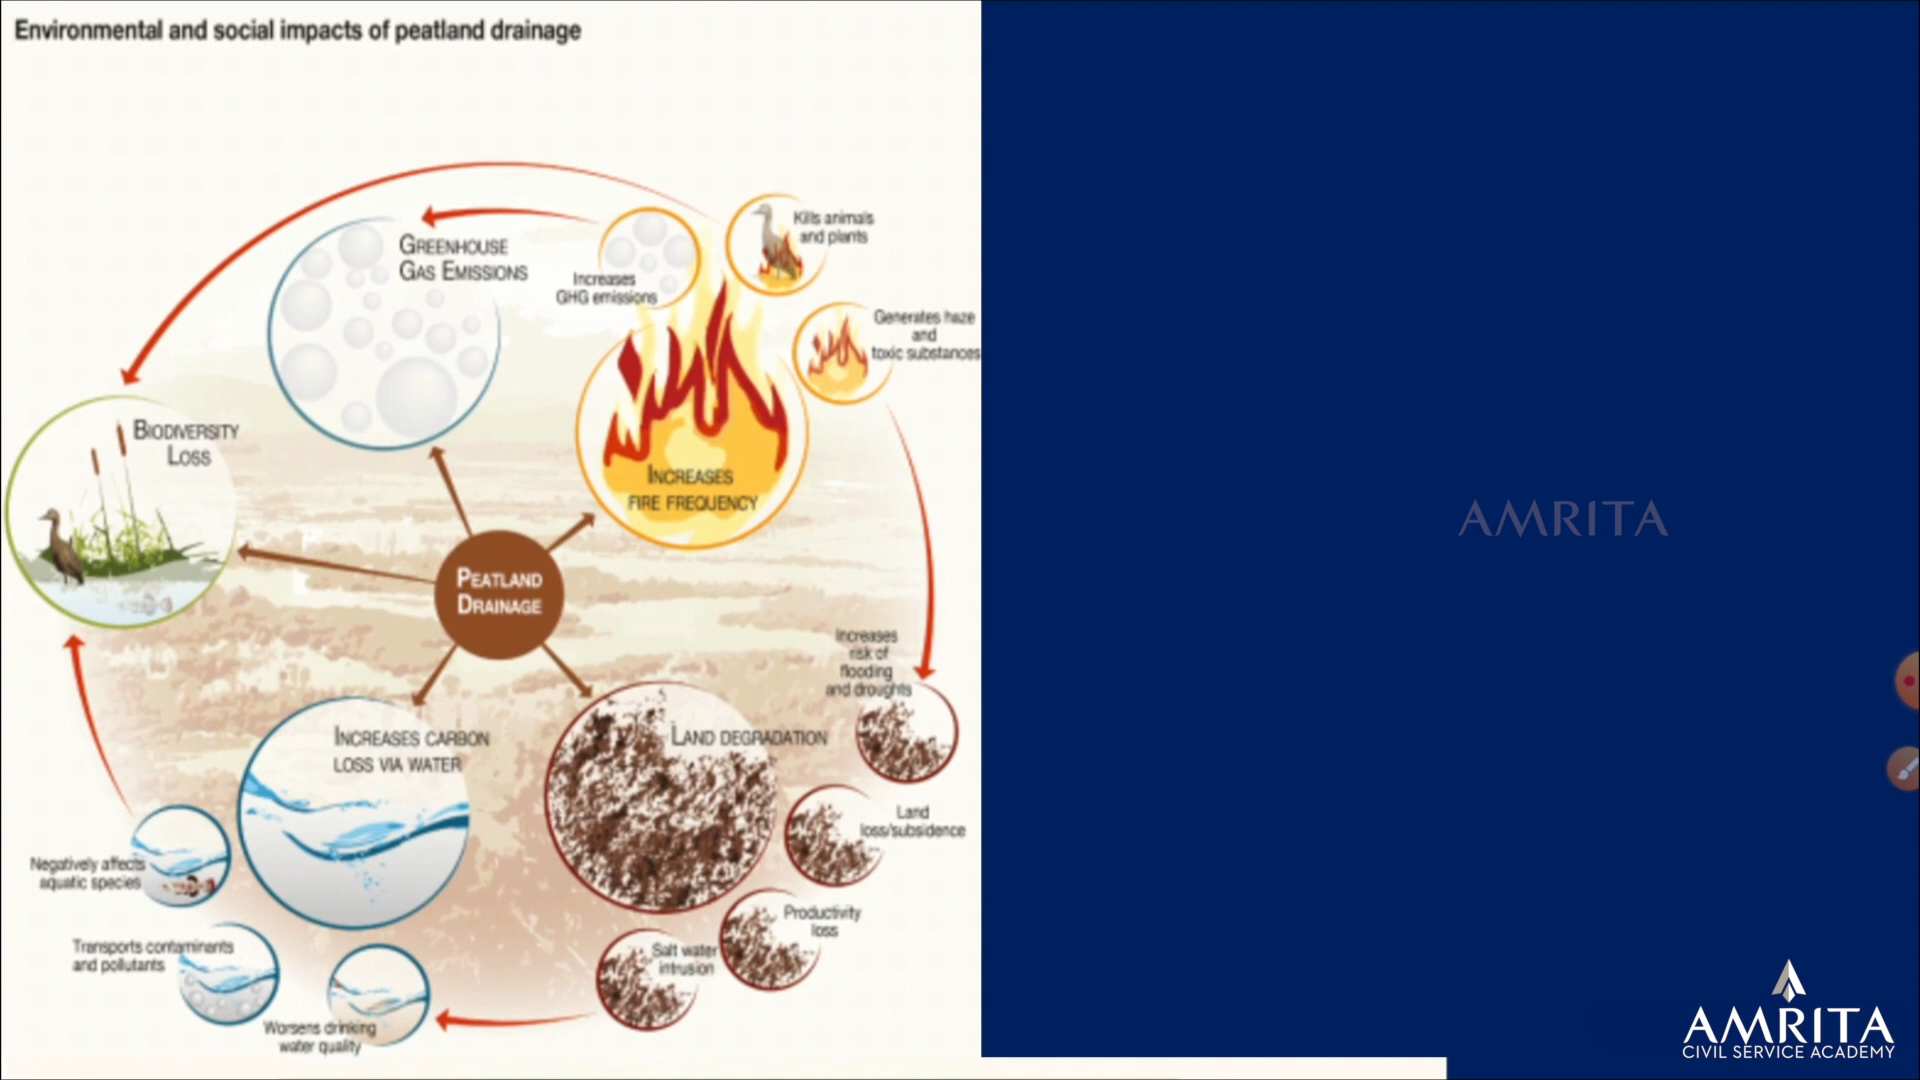 Environmental and social impacts of peatland drainage
Kills animals
and plants
GREENHOUSE
GAS EMISSIONS
Increases
GHG emissions
Generates haze
and
toxic substances
BIODIVERSITY
LOSS
INCREASES
FIRE FREQUENCY
AMRITA
PEATLAND
DRAINAGE
Increases
risk of
flooding
and droughts
INCREASES CARBON
LOSS VIA WATER
LAND DEGRADATION
Land
loss/subsidence
Negatively affects
aquatic species
Productivity
loss
Transports contaminants
and pollutants
Salt water
intrusion
Worsens drinking
water quality
AMRITA
CIVIL SERVICE ACADEMY